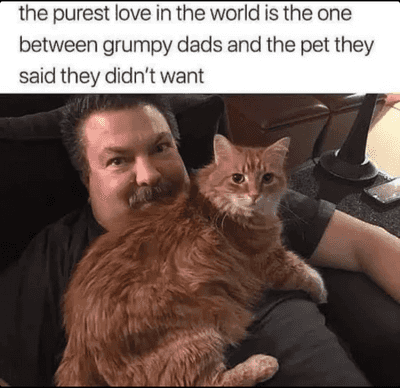 the purest love in the world is the one
between grumpy dads and the pet they
said they didn't want